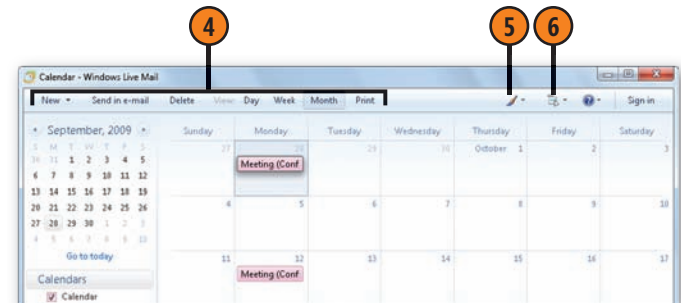 4 5 6
Calendar - Windows Live Mail
New Send in e-mail Delete View Day Week Month Print Sign in
September, 2009
Sunday Monday Tuesday Wednesday Thursday Friday Saturday
S M T W T F S
30 31 1 2 3 4 5
6 7 8 9 10 11 12
13 14 15 16 17 18 19
20 21 22 23 24 25 26
27 28 29 30 1 2 3
4 5 6 7 8 9 10
Go to today
Calendars
Calendar
27 28 29 30 October 1 2 3
Meeting (Conf
4 5 6 7 8 9 10
11 12 13 14 15 16 17
Meeting (Conf